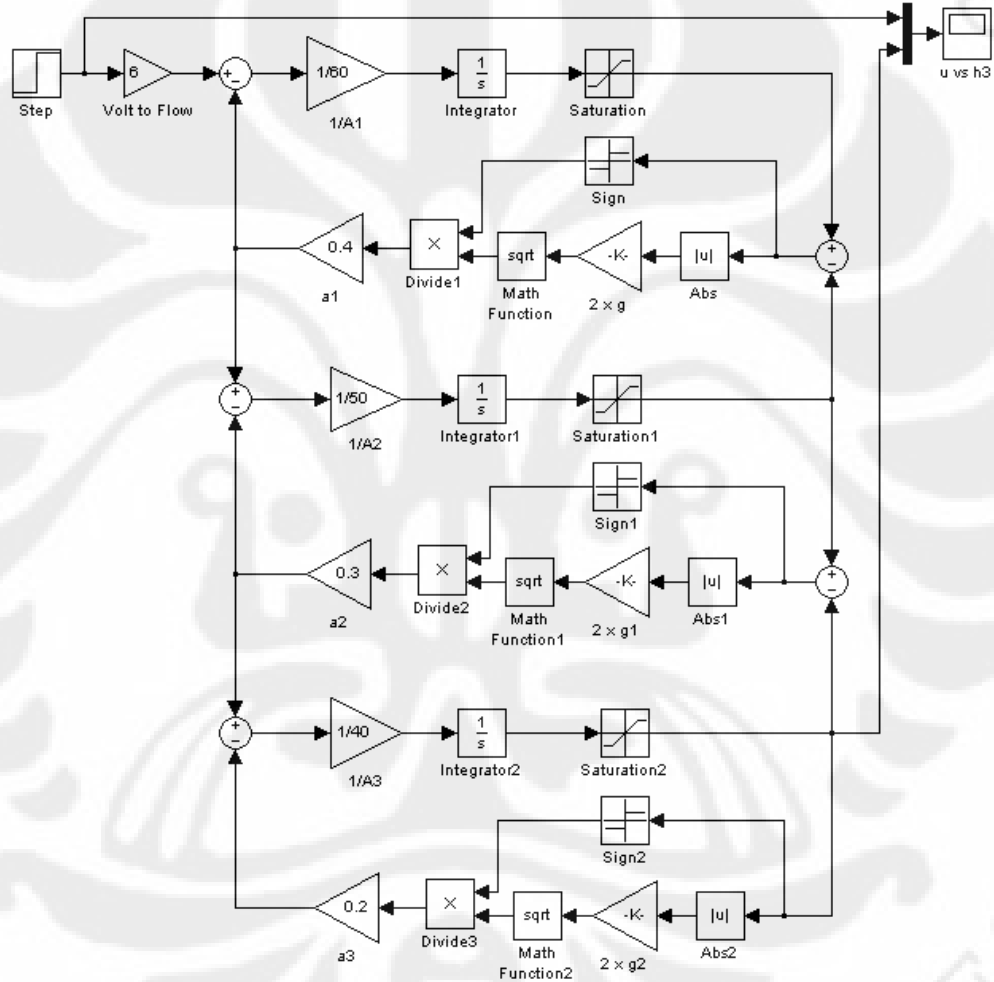 u vs h3
Step
6
Volt to Flow
+
−
1/60
1/A1
1
s
Integrator
Saturation
Sign
0.4
a1
×
Divide1
sqrt
Math
Function
-K-
2 x g
|u|
Abs
+
−
+
−
1/50
1/A2
1
s
Integrator1
Saturation1
Sign1
0.3
a2
×
Divide2
sqrt
Math
Function1
-K-
2 x g1
|u|
Abs1
+
−
+
−
1/40
1/A3
1
s
Integrator2
Saturation2
Sign2
0.2
a3
×
Divide3
sqrt
Math
Function2
-K-
2 x g2
|u|
Abs2